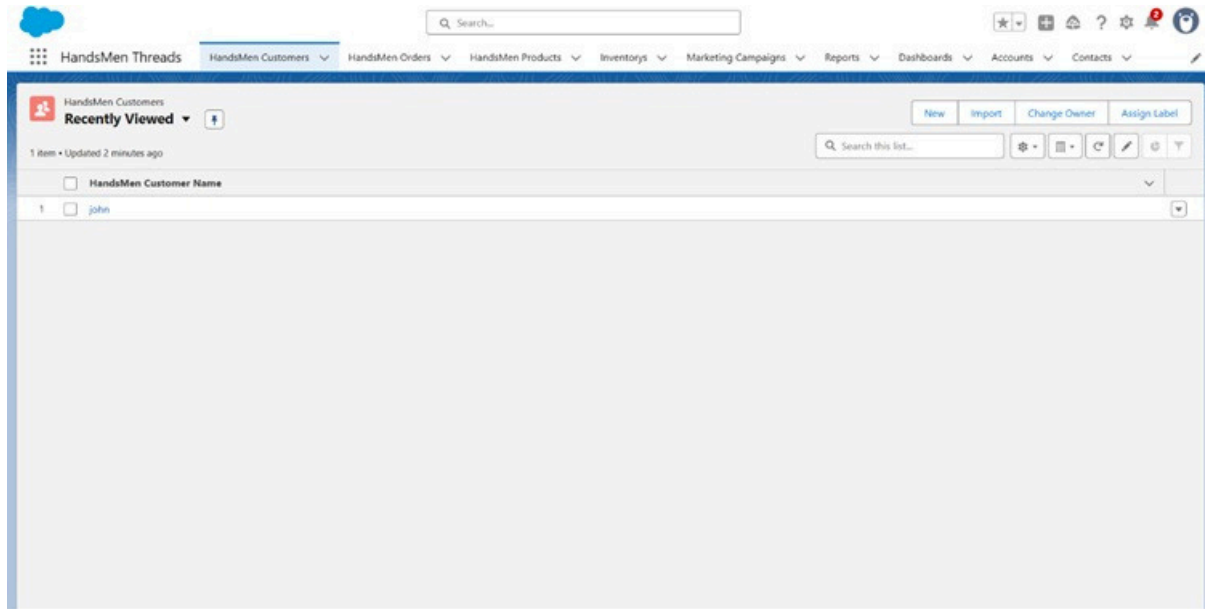 Search...
2
HandsMen Threads HandsMen Customers HandsMen Orders HandsMen Products Inventorys Marketing Campaigns Reports Dashboards Accounts Contacts
HandsMen Customers
Recently Viewed
New Import Change Owner Assign Label
1 item • Updated 2 minutes ago
Search this list...
HandsMen Customer Name
1 john